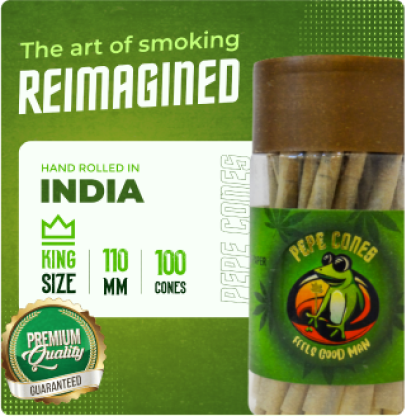 The art of smoking
REIMAGINED
HAND ROLLED IN
INDIA
KING
SIZE
110
MM
100
CONES
PEPE CONES
PEPE CONES
FEELS GOOD MAN
PREMIUM
Quality
GUARANTEED